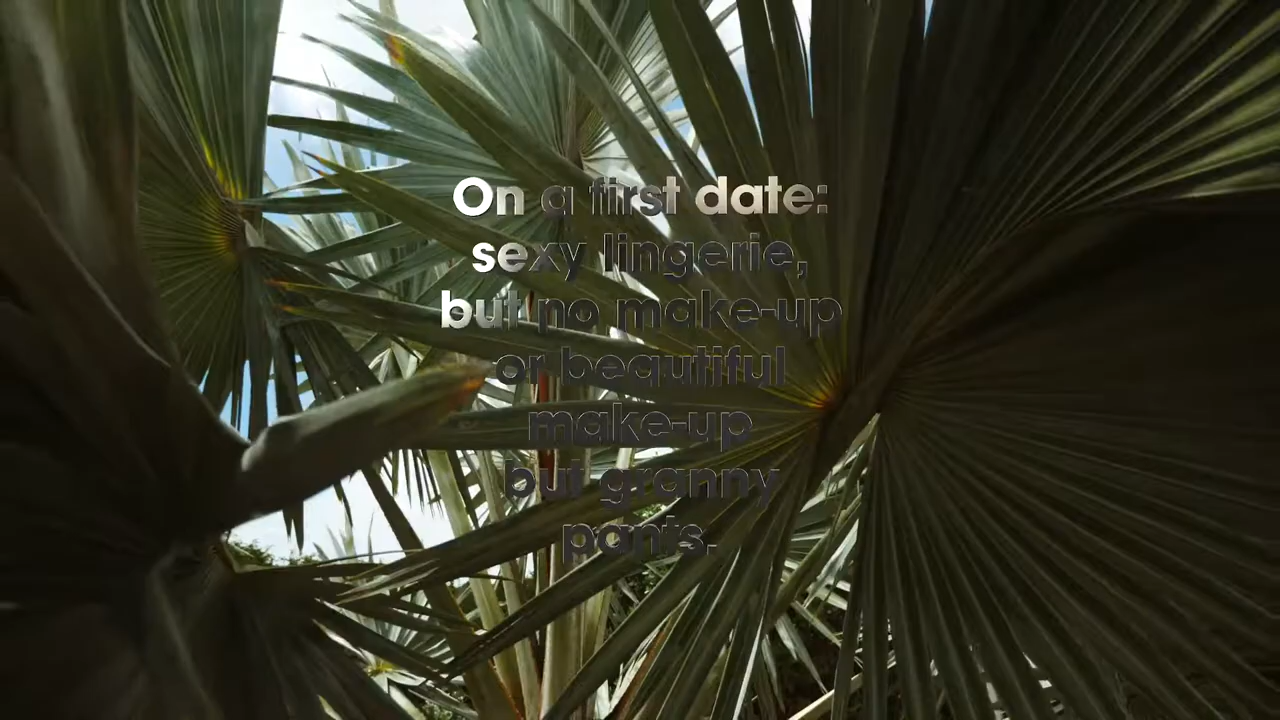 On a first date:
sexy lingerie,
but no make-up
or beautiful
make-up
but granny
pants.